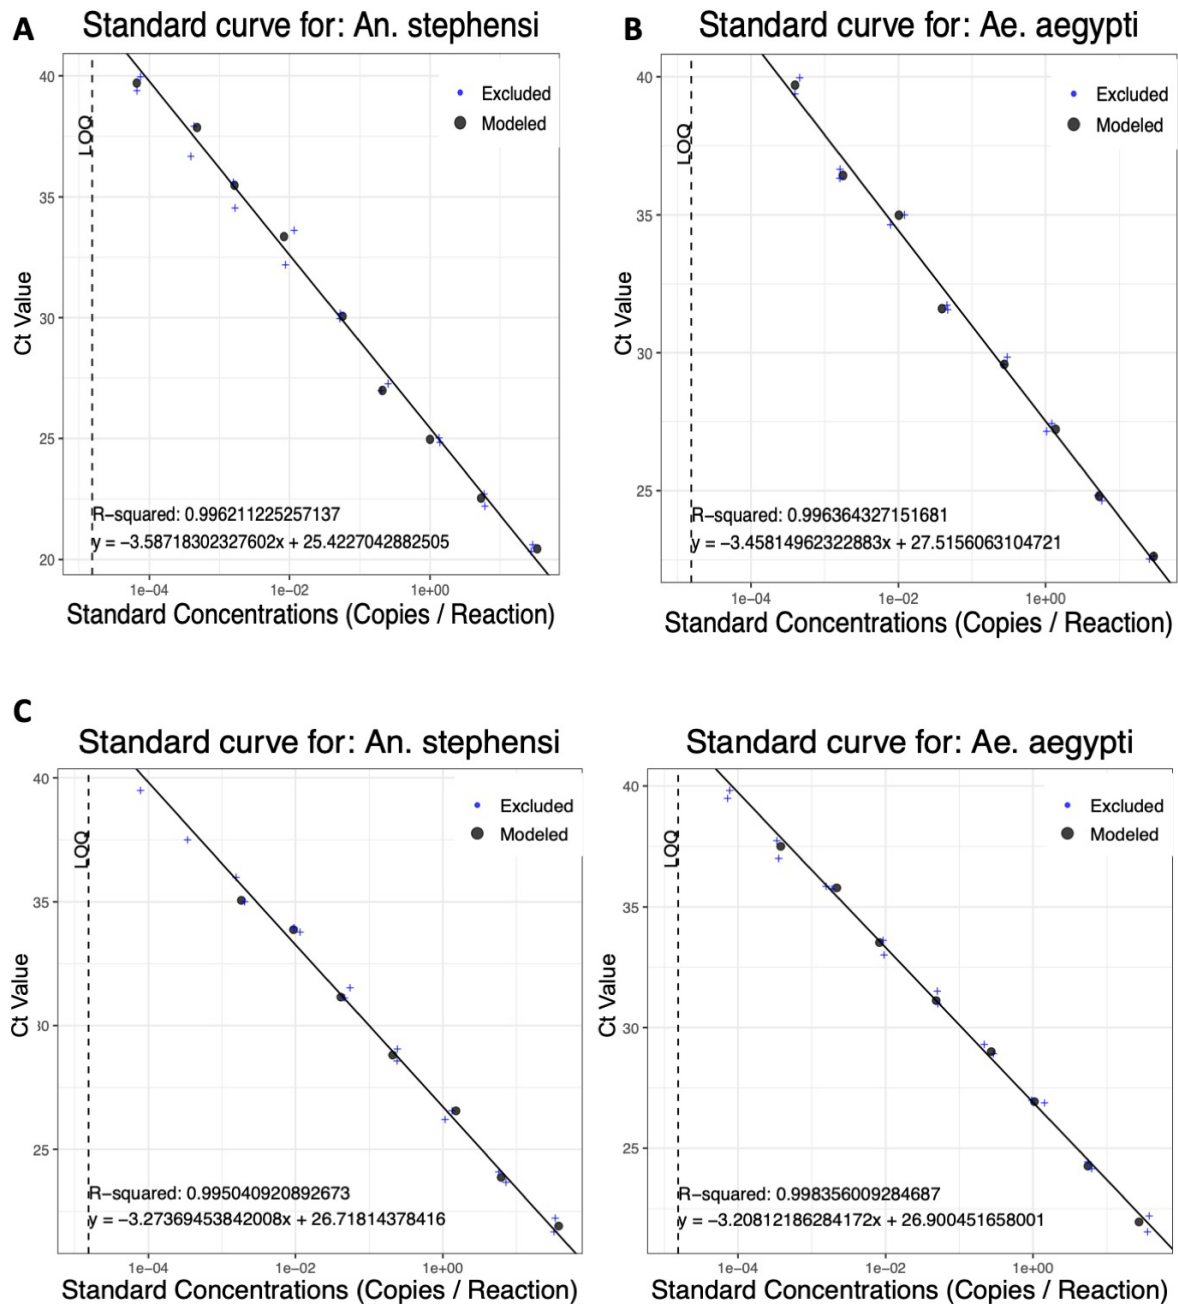 A
Standard curve for: An. stephensi
40
35
30
25
20
Ct Value
LOQ
Excluded
Modeled
R−squared: 0.996211225257137
y = −3.58718302327602x + 25.4227042882505
1e−04
1e−02
1e+00
Standard Concentrations (Copies / Reaction)
B
Standard curve for: Ae. aegypti
40
35
30
25
Ct Value
LOQ
Excluded
Modeled
R−squared: 0.996364327151681
y = −3.45814962322883x + 27.5156063104721
1e−04
1e−02
1e+00
Standard Concentrations (Copies / Reaction)
C
Standard curve for: An. stephensi
40
35
30
25
Ct Value
LOQ
Excluded
Modeled
R−squared: 0.995040920892673
y = −3.27369453842008x + 26.71814378416
1e−04
1e−02
1e+00
Standard Concentrations (Copies / Reaction)
Standard curve for: Ae. aegypti
40
35
30
25
Ct Value
LOQ
Excluded
Modeled
R−squared: 0.998356009284687
y = −3.20812186284172x + 26.900451658001
1e−04
1e−02
1e+00
Standard Concentrations (Copies / Reaction)